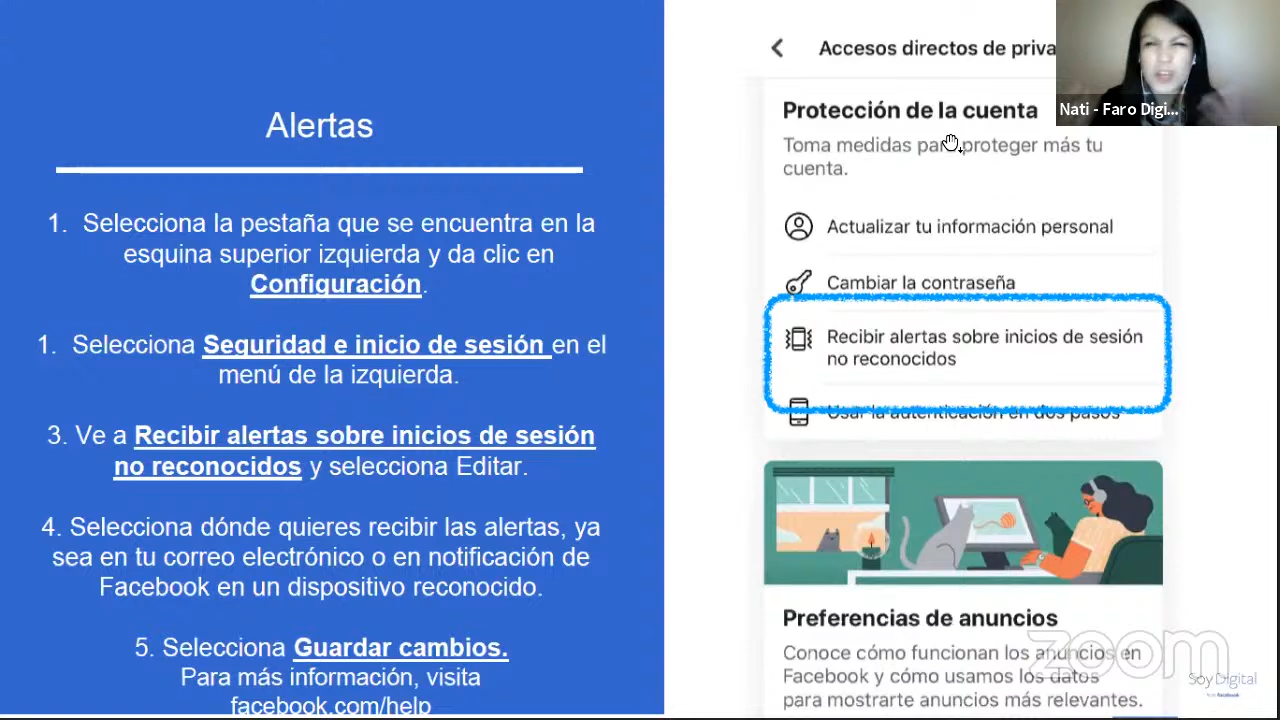 Alertas
1. Selecciona la pestaña que se encuentra en la
esquina superior izquierda y da clic en
Configuración.
1. Selecciona Seguridad e inicio de sesión en el
menú de la izquierda.
3. Ve a Recibir alertas sobre inicios de sesión
no reconocidos y selecciona Editar.
4. Selecciona dónde quieres recibir las alertas, ya
sea en tu correo electrónico o en notificación de
Facebook en un dispositivo reconocido.
5. Selecciona Guardar cambios.
Para más información, visita
facebook.com/help
Accesos directos de priva
Nati - Faro Digi...
Protección de la cuenta
Toma medidas para proteger más tu
cuenta.
Actualizar tu información personal
Cambiar la contraseña
Recibir alertas sobre inicios de sesión
no reconocidos
Usar la autenticación en dos pasos
Preferencias de anuncios
Conoce cómo funcionan los anuncios en
Facebook y cómo usamos los datos
para mostrarte anuncios más relevantes.
zoom
Soy Digital
from facebook